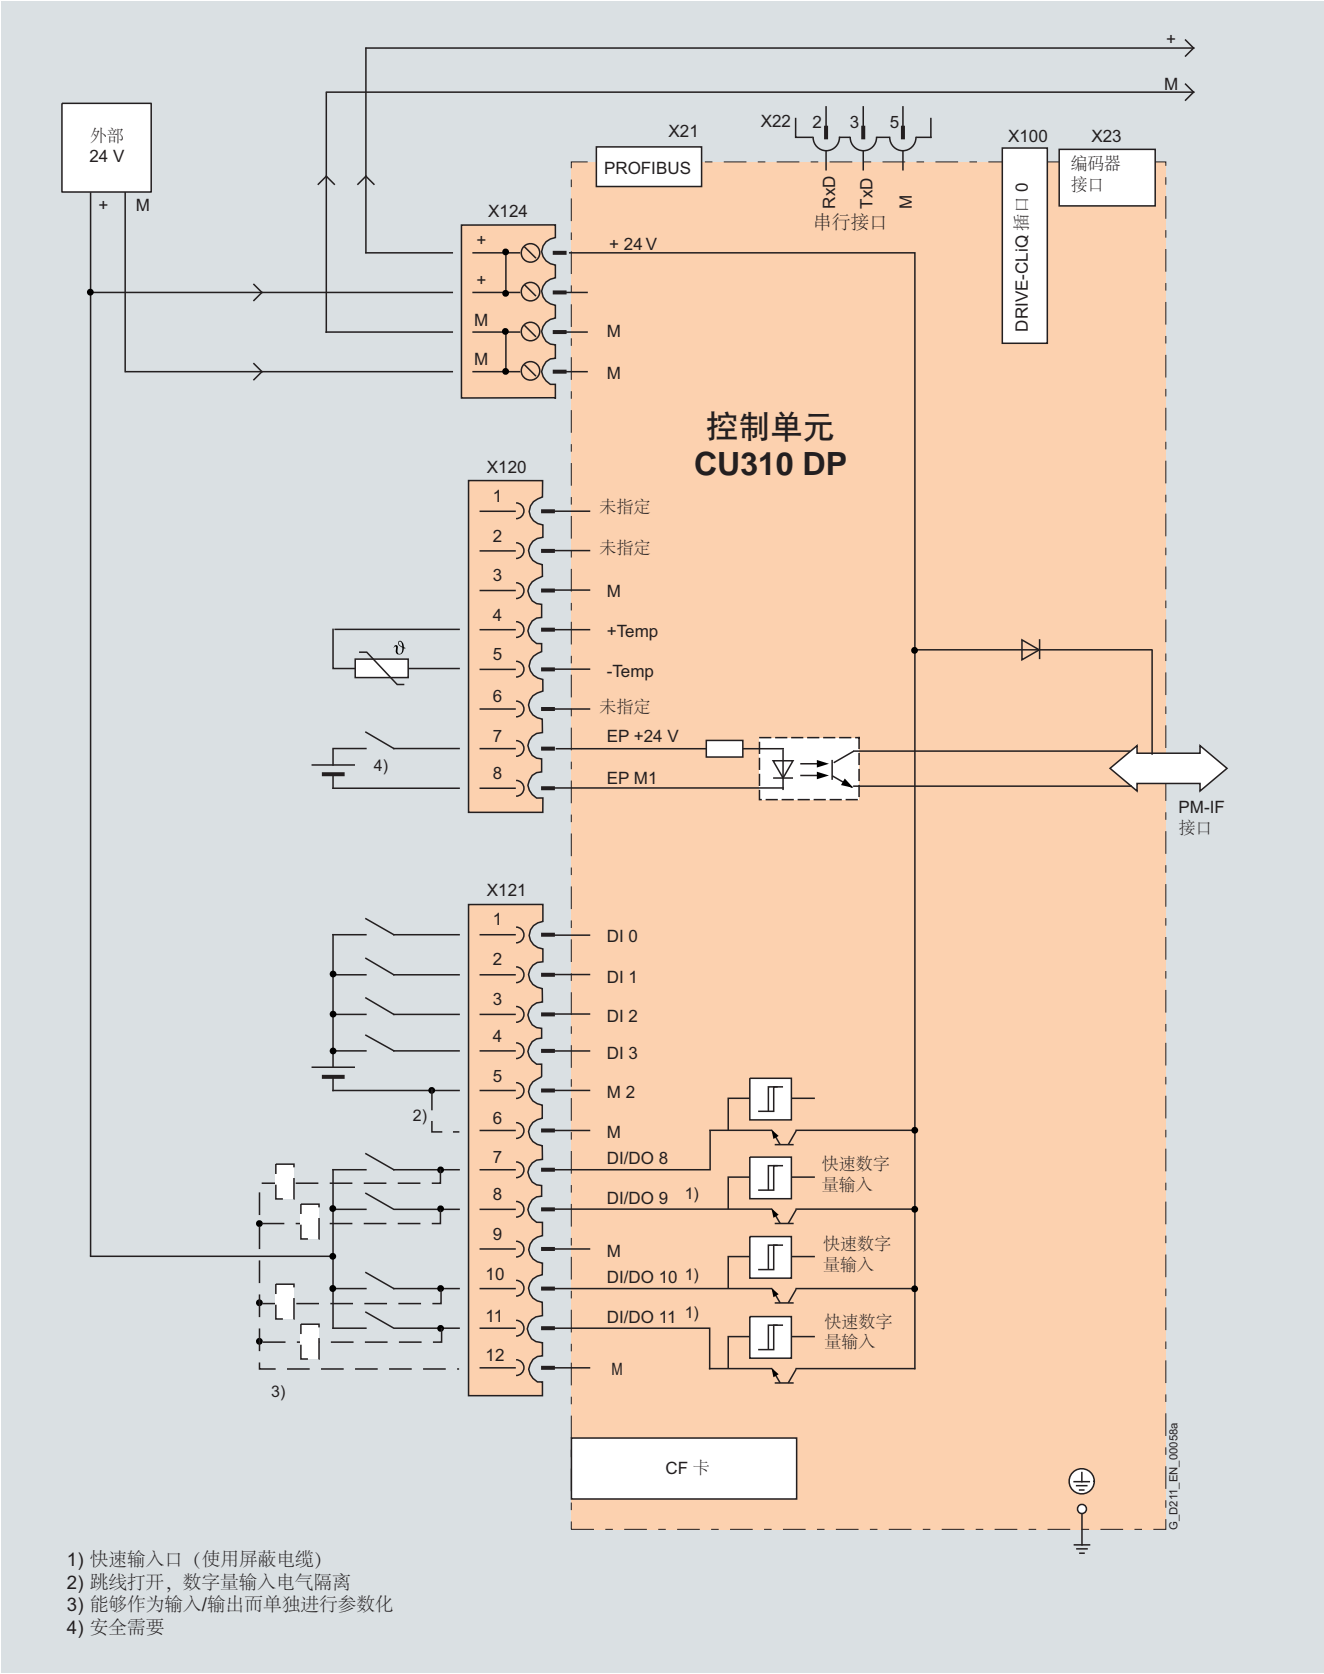 +
M
外部
24 V
+
M
X21
PROFIBUS
X22
2
3
5
RxD
TxD
M
串行接口
X100
DRIVE-CLiQ 插口 0
X23
编码器
接口
X124
+
+ 24 V
+
M
M
M
M
控制单元
CU310 DP
X120
1
未指定
2
未指定
3
M
4
+Temp
ϑ
5
-Temp
6
未指定
7
EP +24 V
4)
8
EP M1
PM-IF
接口
X121
1
DI 0
2
DI 1
3
DI 2
4
DI 3
5
M 2
2)
6
M
7
DI/DO 8
快速数字
量输入
8
DI/DO 9
1)
9
M
快速数字
量输入
10
DI/DO 10
1)
11
DI/DO 11
1)
快速数字
量输入
12
M
3)
CF 卡
G_D211_EN_00058a
1) 快速输入口（使用屏蔽电缆）
2) 跳线打开，数字量输入电气隔离
3) 能够作为输入/输出而单独进行参数化
4) 安全需要